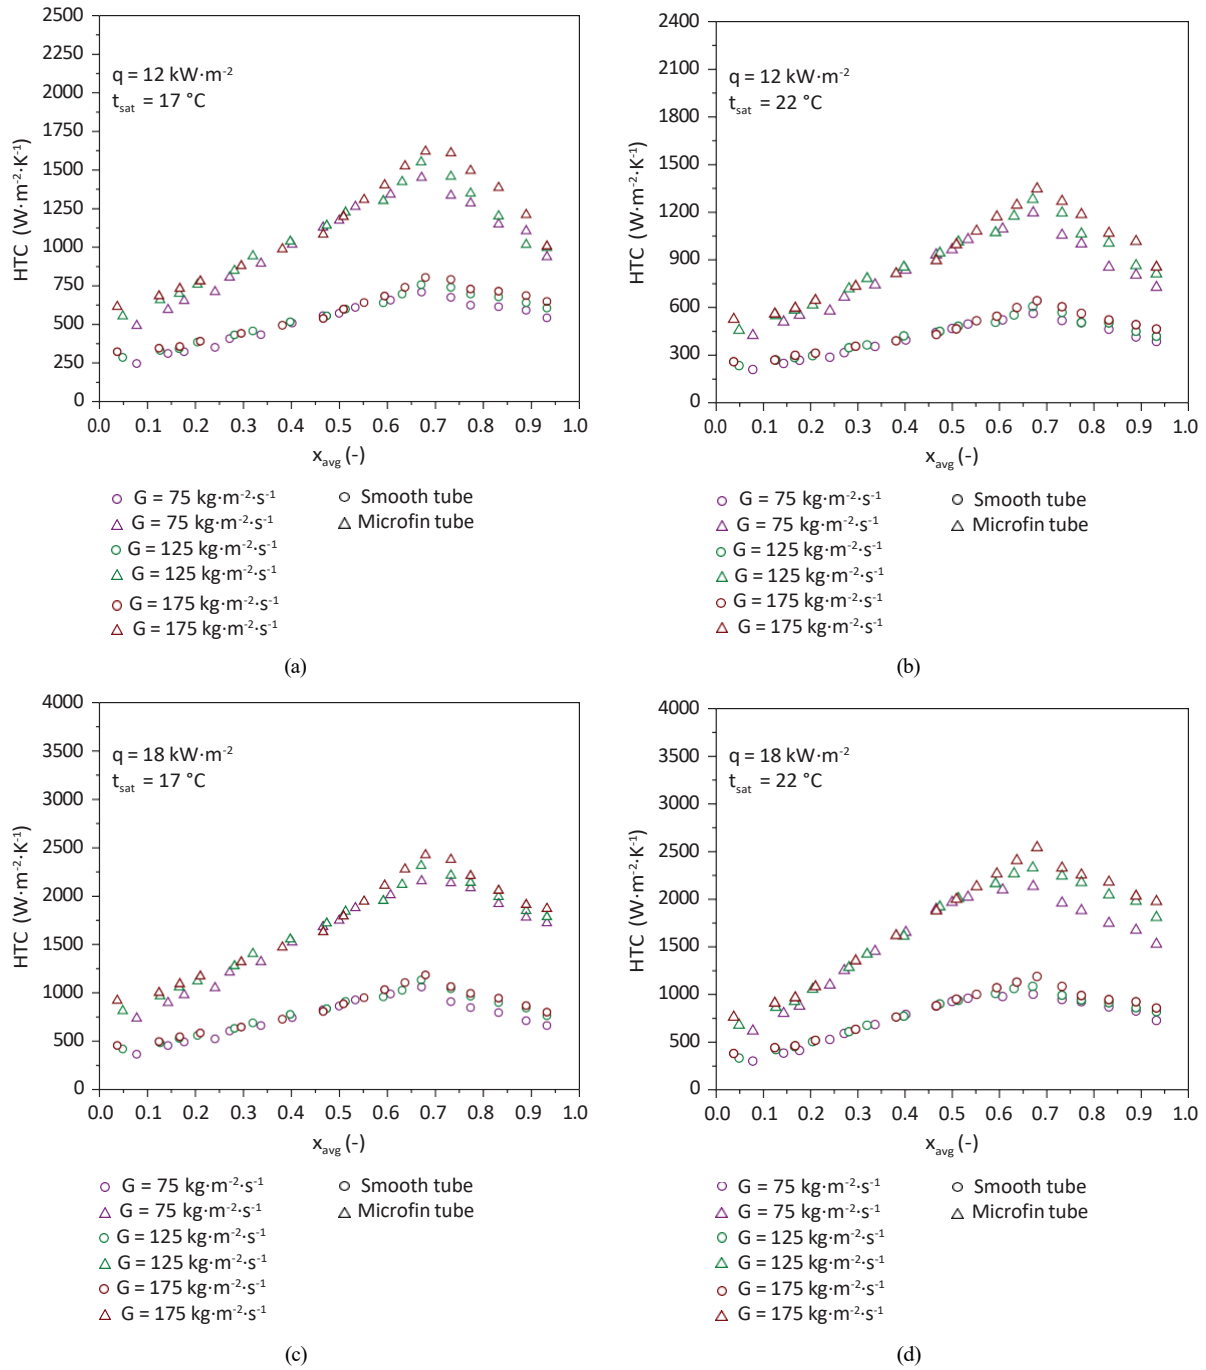 2500
2250
2000
1750
1500
1250
1000
750
500
250
0
HTC (W·m-2·K-1)
q = 12 kW·m-2
tsat = 17 °C
0.0 0.1 0.2 0.3 0.4 0.5 0.6 0.7 0.8 0.9 1.0
xavg (-)
G = 75 kg·m-2·s-1
G = 75 kg·m-2·s-1
G = 125 kg·m-2·s-1
G = 125 kg·m-2·s-1
G = 175 kg·m-2·s-1
G = 175 kg·m-2·s-1
Smooth tube
Microfin tube
(a)
2400
2100
1800
1500
1200
900
600
300
0
HTC (W·m-2·K-1)
q = 12 kW·m-2
tsat = 22 °C
0.0 0.1 0.2 0.3 0.4 0.5 0.6 0.7 0.8 0.9 1.0
xavg (-)
G = 75 kg·m-2·s-1
G = 75 kg·m-2·s-1
G = 125 kg·m-2·s-1
G = 125 kg·m-2·s-1
G = 175 kg·m-2·s-1
G = 175 kg·m-2·s-1
Smooth tube
Microfin tube
(b)
4000
3500
3000
2500
2000
1500
1000
500
0
HTC (W·m-2·K-1)
q = 18 kW·m-2
tsat = 17 °C
0.0 0.1 0.2 0.3 0.4 0.5 0.6 0.7 0.8 0.9 1.0
xavg (-)
G = 75 kg·m-2·s-1
G = 75 kg·m-2·s-1
G = 125 kg·m-2·s-1
G = 125 kg·m-2·s-1
G = 175 kg·m-2·s-1
G = 175 kg·m-2·s-1
Smooth tube
Microfin tube
(c)
4000
3500
3000
2500
2000
1500
1000
500
0
HTC (W·m-2·K-1)
q = 18 kW·m-2
tsat = 22 °C
0.0 0.1 0.2 0.3 0.4 0.5 0.6 0.7 0.8 0.9 1.0
xavg (-)
G = 75 kg·m-2·s-1
G = 75 kg·m-2·s-1
G = 125 kg·m-2·s-1
G = 125 kg·m-2·s-1
G = 175 kg·m-2·s-1
G = 175 kg·m-2·s-1
Smooth tube
Microfin tube
(d)